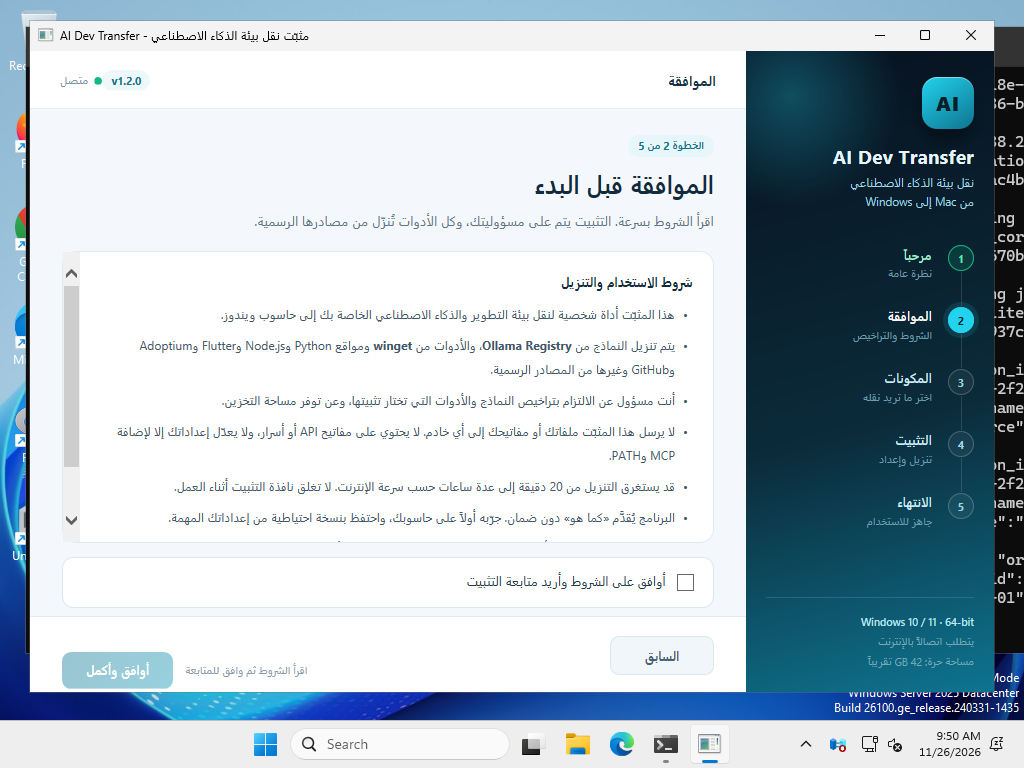 AI Dev Transfer - مثبّت نقل بيئة الذكاء الاصطناعي
الموافقة
v1.2.0
متصل
الخطوة 2 من 5
الموافقة قبل البدء
اقرأ الشروط بسرعة. التثبيت يتم على مسؤوليتك، وكل الأدوات تُنزّل من مصادرها الرسمية.
شروط الاستخدام والتنزيل
• هذا المثبّت أداة شخصية لنقل بيئة التطوير والذكاء الاصطناعي الخاصة بك إلى حاسوب ويندوز.
• يتم تنزيل النماذج من Ollama Registry، والأدوات من winget ومواقع Python وNode.js وFlutter وAdoptium
وGitHub وغيرها من المصادر الرسمية.
• أنت مسؤول عن الالتزام بتراخيص النماذج والأدوات التي تختار تثبيتها، وعن توفر مساحة التخزين.
• لا يرسل هذا المثبّت ملفاتك أو مفاتيحك إلى أي خادم. لا يحتوي على مفاتيح API أو أسرار، ولا يعدّل إعداداتك إلا لإضافة
MCP وPATH.
• قد يستغرق التنزيل من 20 دقيقة إلى عدة ساعات حسب سرعة الإنترنت. لا تغلق نافذة التثبيت أثناء العمل.
• البرنامج يُقدَّم «كما هو» دون ضمان. جرّبه أولاً على حاسوبك، واحتفظ بنسخة احتياطية من إعداداتك المهمة.
أوافق على الشروط وأريد متابعة التثبيت
السابق
اقرأ الشروط ثم وافق للمتابعة
أوافق وأكمل
AI
AI Dev Transfer
نقل بيئة الذكاء الاصطناعي
من Mac إلى Windows
1
مرحباً
نظرة عامة
2
الموافقة
الشروط والتراخيص
3
المكونات
اختر ما تريد نقله
4
التثبيت
تنزيل وإعداد
5
الانتهاء
جاهز للاستخدام
Windows 10 / 11 · 64-bit
يتطلب اتصالاً بالإنترنت
مساحة حرة: 42 GB تقريباً
Mode
Windows Server 2025 Datacenter
Build 26100.ge_release.240331-1435
Search
9:50 AM
11/26/2026